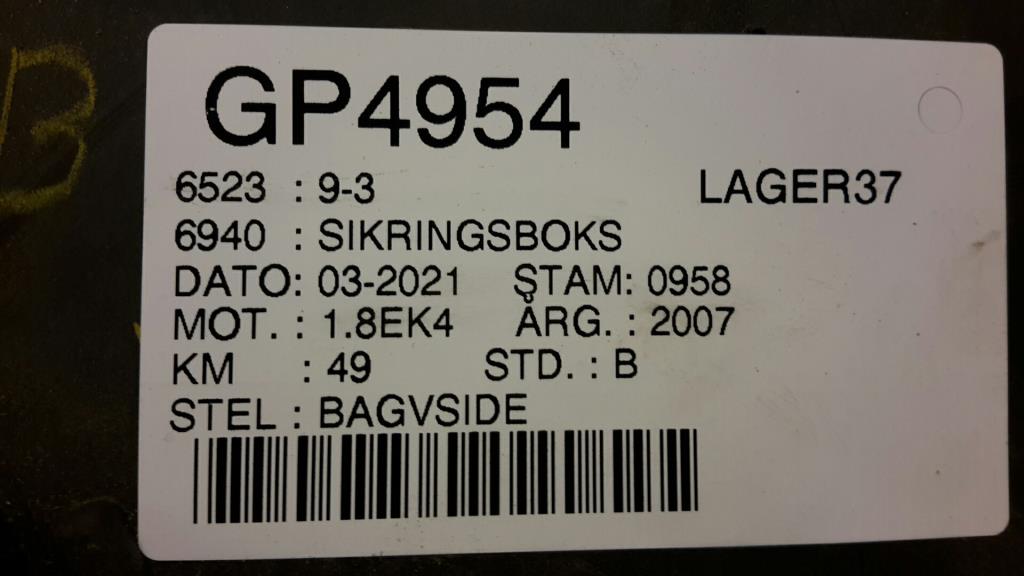 GP4954
6523 : 9-3 LAGER37
6940 : SIKRINGSBOKS
DATO: 03-2021 STAM: 0958
MOT. : 1.8EK4 ÅRG. : 2007
KM : 49 STD. : B
STEL : BAGVSIDE
B